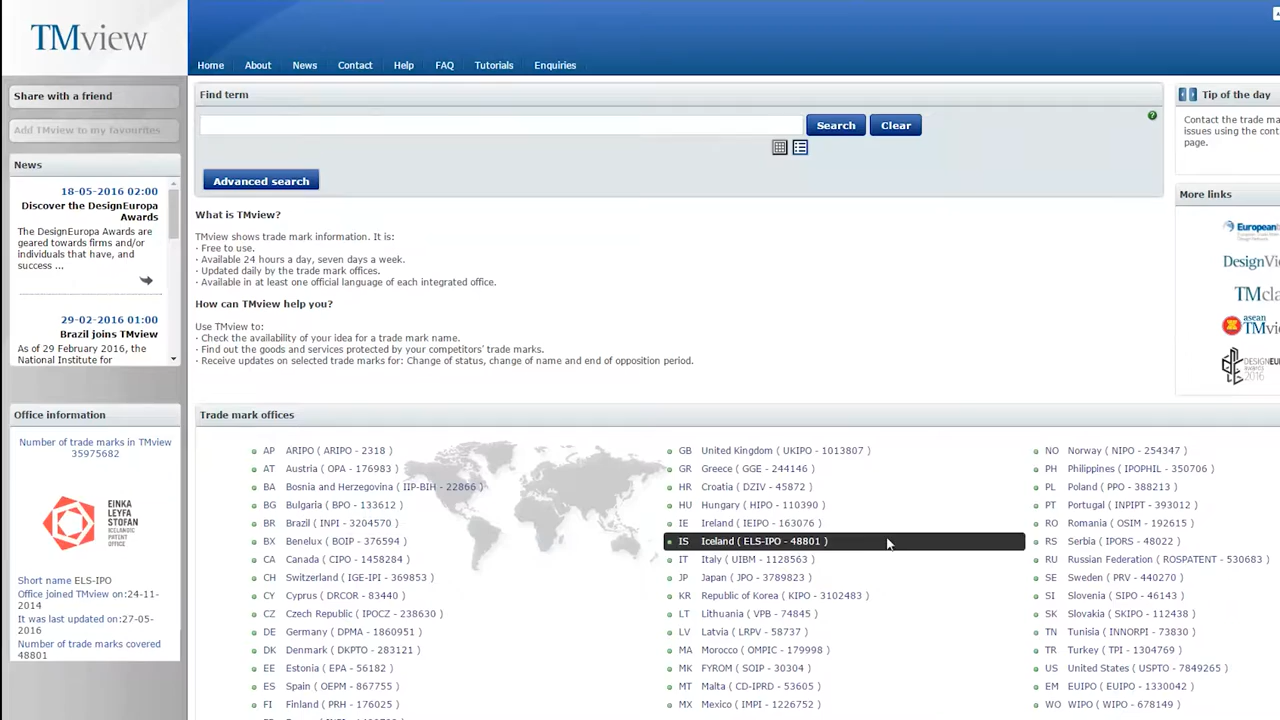 TMview
Home About News Contact Help FAQ Tutorials Enquiries
Share with a friend
Add TMview to my favourites
News
18-05-2016 02:00
Discover the DesignEuropa
Awards
The DesignEuropa Awards are
geared towards firms and/or
individuals that have, and
success ...
29-02-2016 01:00
Brazil joins TMview
As of 29 February 2016, the
National Institute for
Office information
Number of trade marks in TMview
35975682
EINKA
LEYFA
STOFAN
ICELANDIC
PATENT
OFFICE
Short name ELS-IPO
Office joined TMview on:24-11-
2014
It was last updated on:27-05-
2016
Number of trade marks covered
48801
Find term
Search Clear
Advanced search
What is TMview?
TMview shows trade mark information. It is:
· Free to use.
· Available 24 hours a day, seven days a week.
· Updated daily by the trade mark offices.
· Available in at least one official language of each integrated office.
How can TMview help you?
Use TMview to:
· Check the availability of your idea for a trade mark name.
· Find out the goods and services protected by your competitors' trade marks.
· Receive updates on selected trade marks for: Change of status, change of name and end of opposition period.
Trade mark offices
AP ARIPO ( ARIPO - 2318 )
AT Austria ( OPA - 176983 )
BA Bosnia and Herzegovina ( IIP-BIH - 22866 )
BG Bulgaria ( BPO - 133612 )
BR Brazil ( INPI - 3204570 )
BX Benelux ( BOIP - 376594 )
CA Canada ( CIPO - 1458284 )
CH Switzerland ( IGE-IPI - 369853 )
CY Cyprus ( DRCOR - 83440 )
CZ Czech Republic ( IPOCZ - 238630 )
DE Germany ( DPMA - 1860951 )
DK Denmark ( DKPTO - 283121 )
EE Estonia ( EPA - 56182 )
ES Spain ( OEPM - 867755 )
FI Finland ( PRH - 176025 )
GB United Kingdom ( UKIPO - 1013807 )
GR Greece ( GGE - 244146 )
HR Croatia ( DZIV - 45872 )
HU Hungary ( HIPO - 110390 )
IE Ireland ( IEIPO - 163076 )
IS Iceland ( ELS-IPO - 48801 )
IT Italy ( UIBM - 1128563 )
JP Japan ( JPO - 3789823 )
KR Republic of Korea ( KIPO - 3102483 )
LT Lithuania ( VPB - 74845 )
LV Latvia ( LRPV - 58737 )
MA Morocco ( OMPIC - 179998 )
MK FYROM ( SOIP - 30304 )
MT Malta ( CD-IPRD - 53605 )
MX Mexico ( IMPI - 1226752 )
NO Norway ( NIPO - 254347 )
PH Philippines ( IPOPHIL - 350706 )
PL Poland ( PPO - 388213 )
PT Portugal ( INPIPT - 393012 )
RO Romania ( OSIM - 192615 )
RS Serbia ( IPORS - 48022 )
RU Russian Federation ( ROSPATENT - 530683 )
SE Sweden ( PRV - 440270 )
SI Slovenia ( SIPO - 46143 )
SK Slovakia ( SKIPO - 112438 )
TN Tunisia ( INNORPI - 73830 )
TR Turkey ( TPI - 1304769 )
US United States ( USPTO - 7849265 )
EM EUIPO ( EUIPO - 1330042 )
WO WIPO ( WIPO - 678149 )
Tip of the day
Contact the trade ma
issues using the cont
page.
More links
European
DesignVi
TMcla
asean
TMvi
DESIGNEU
awards
2016